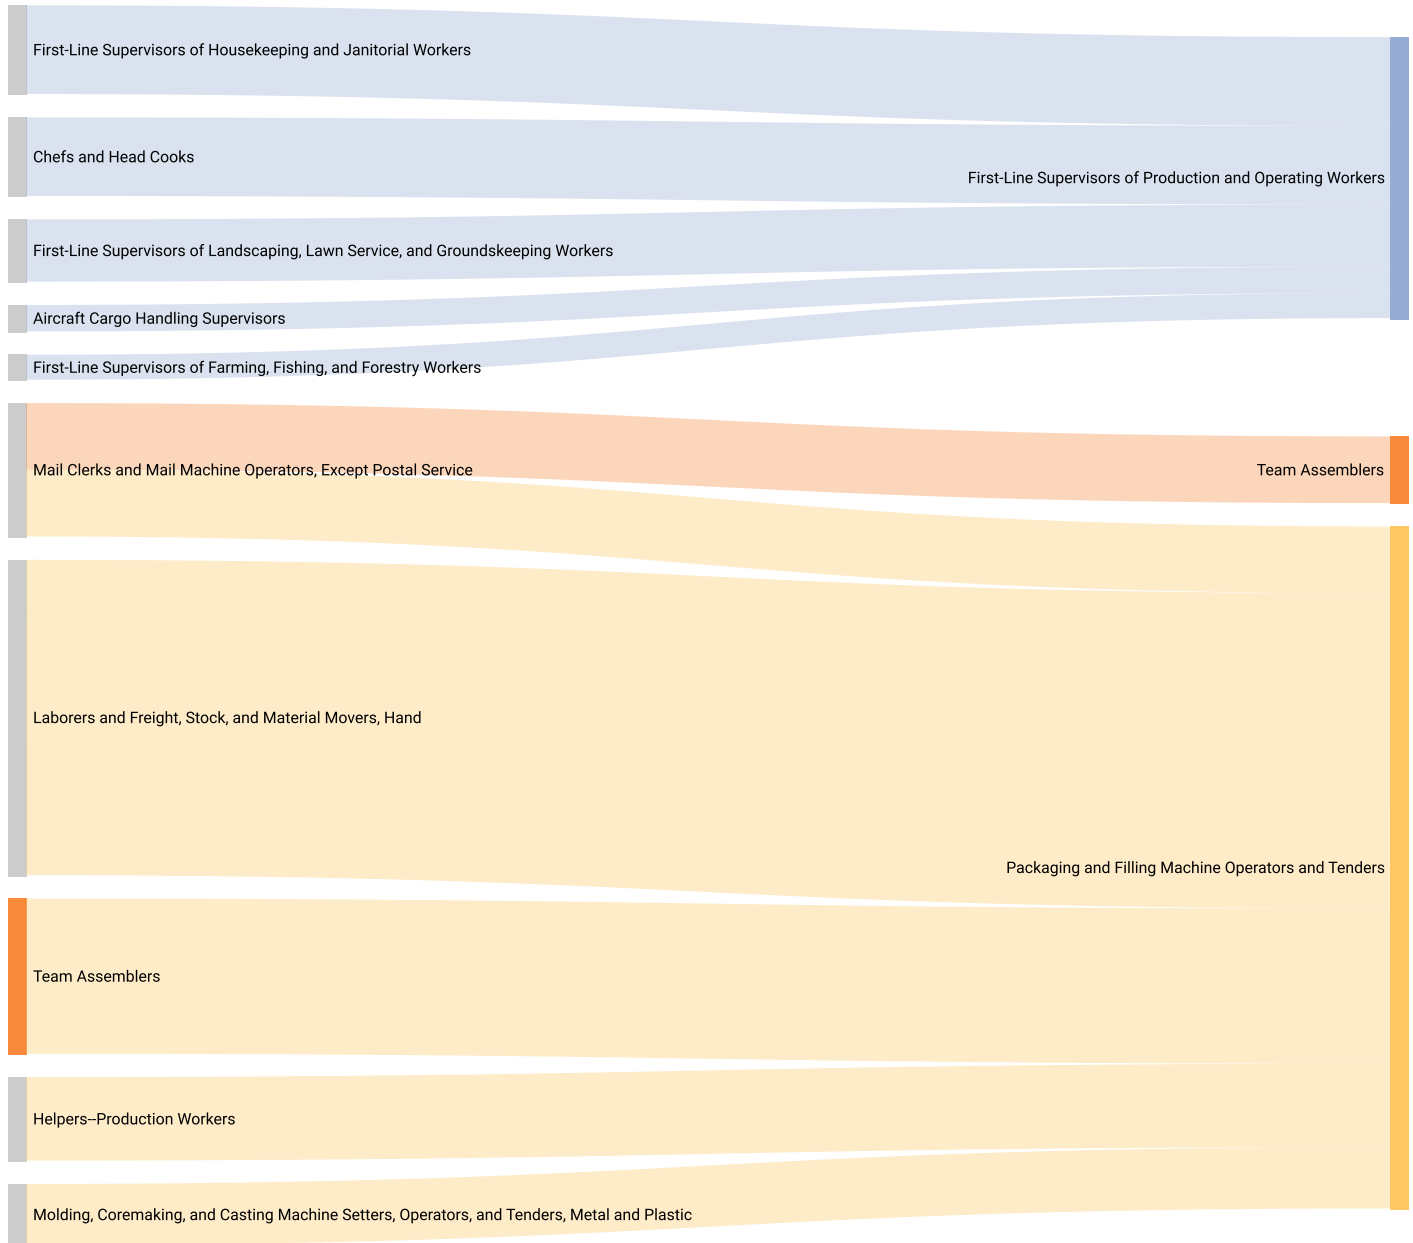 First-Line Supervisors of Housekeeping and Janitorial Workers
Chefs and Head Cooks
First-Line Supervisors of Production and Operating Workers
First-Line Supervisors of Landscaping, Lawn Service, and Groundskeeping Workers
Aircraft Cargo Handling Supervisors
First-Line Supervisors of Farming, Fishing, and Forestry Workers
Mail Clerks and Mail Machine Operators, Except Postal Service
Team Assemblers
Laborers and Freight, Stock, and Material Movers, Hand
Packaging and Filling Machine Operators and Tenders
Team Assemblers
Helpers--Production Workers
Molding, Coremaking, and Casting Machine Setters, Operators, and Tenders, Metal and Plastic